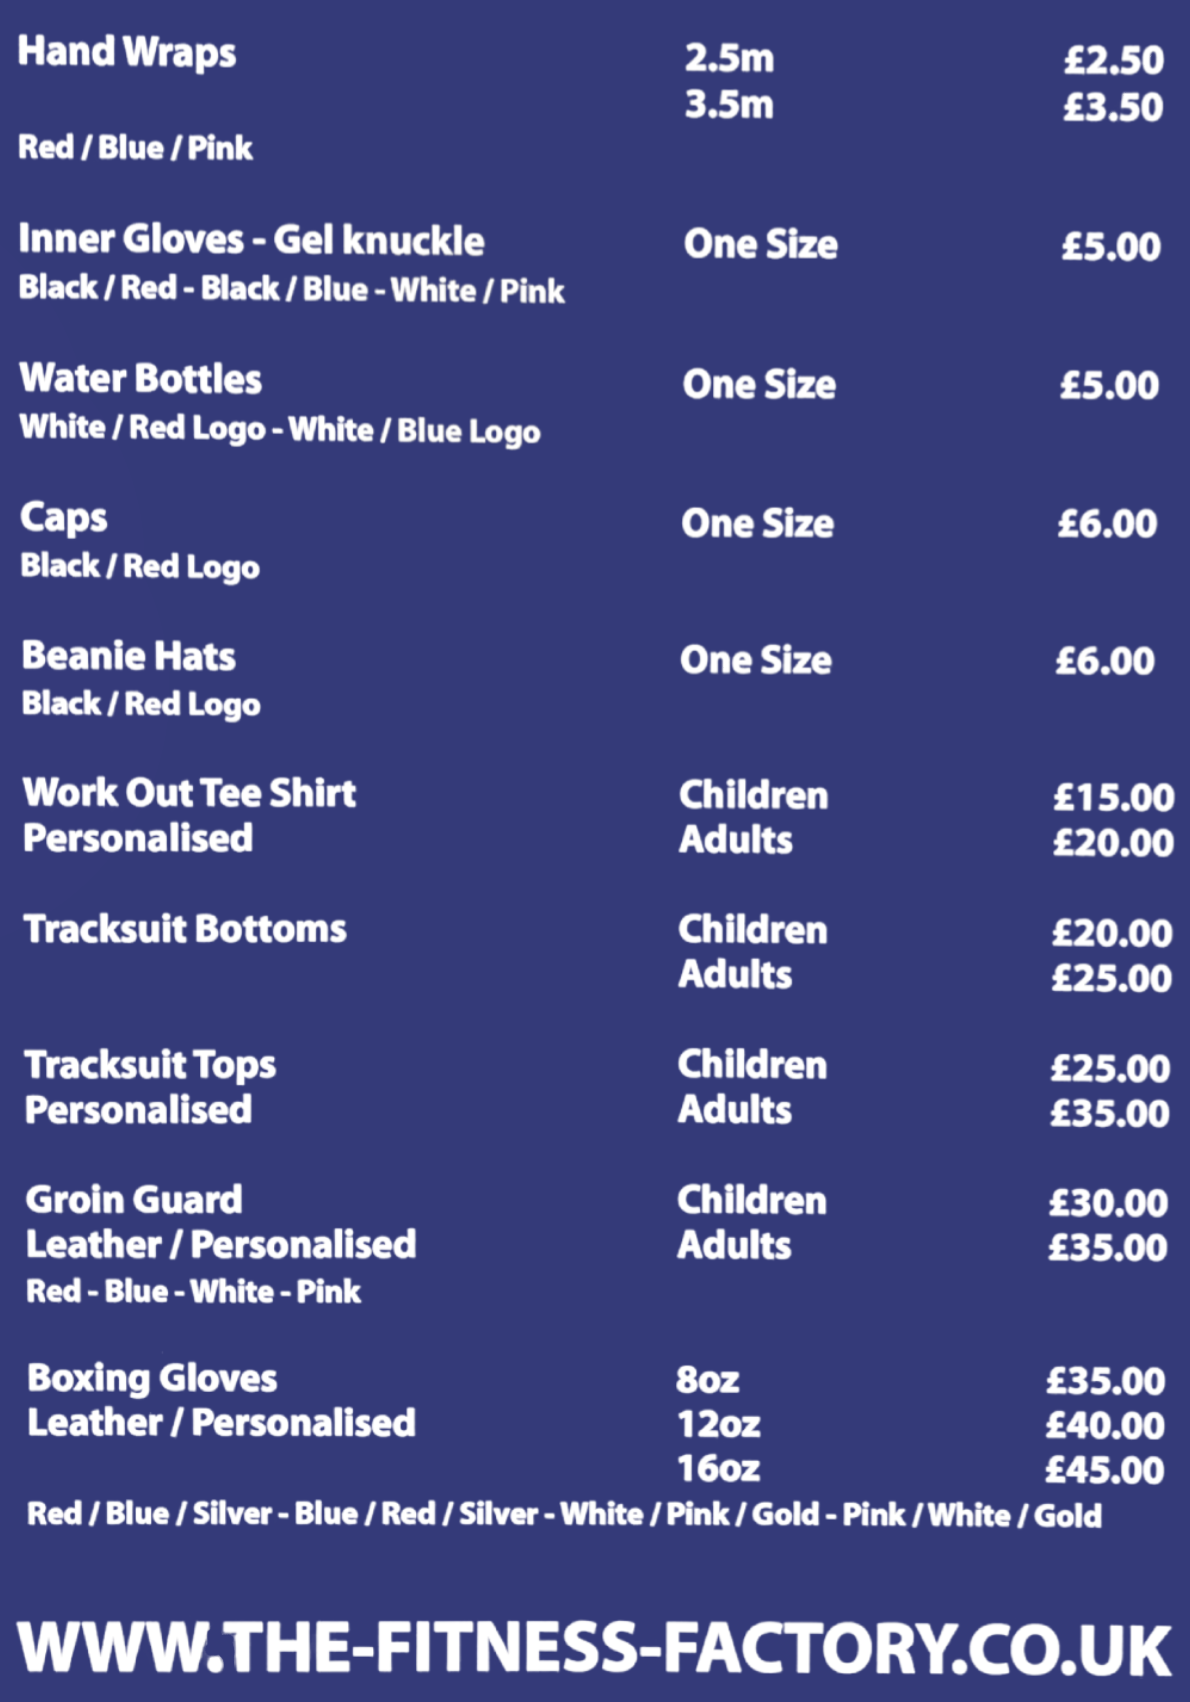 Hand Wraps 2.5m £2.50
3.5m £3.50
Red / Blue / Pink
Inner Gloves - Gel knuckle One Size £5.00
Black / Red - Black / Blue - White / Pink
Water Bottles One Size £5.00
White / Red Logo - White / Blue Logo
Caps One Size £6.00
Black / Red Logo
Beanie Hats One Size £6.00
Black / Red Logo
Work Out Tee Shirt Children £15.00
Personalised Adults £20.00
Tracksuit Bottoms Children £20.00
Adults £25.00
Tracksuit Tops Children £25.00
Personalised Adults £35.00
Groin Guard Children £30.00
Leather / Personalised Adults £35.00
Red - Blue - White - Pink
Boxing Gloves 8oz £35.00
Leather / Personalised 12oz £40.00
16oz £45.00
Red / Blue / Silver - Blue / Red / Silver - White / Pink / Gold - Pink / White / Gold
WWW.THE-FITNESS-FACTORY.CO.UK